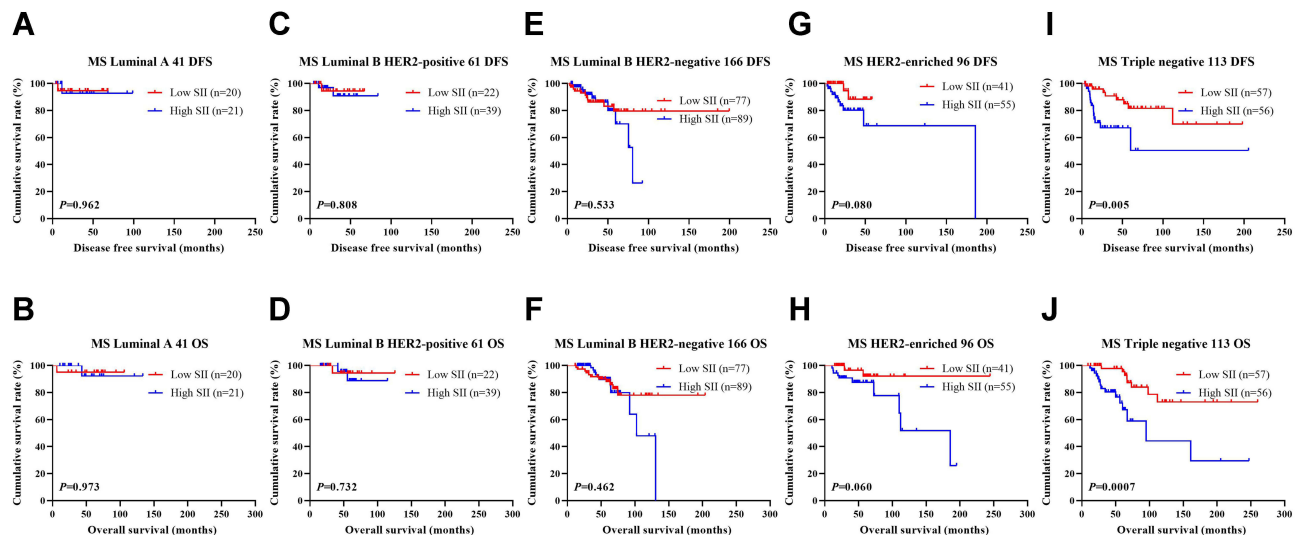 A
MS Luminal A 41 DFS
Cumulative survival rate (%)
100
80
60
40
20
0
Low SII (n=20)
High SII (n=21)
P=0.962
0 50 100 150 200 250
Disease free survival (months)
C
MS Luminal B HER2-positive 61 DFS
Cumulative survival rate (%)
100
80
60
40
20
0
Low SII (n=22)
High SII (n=39)
P=0.808
0 50 100 150 200 250
Disease free survival (months)
E
MS Luminal B HER2-negative 166 DFS
Cumulative survival rate (%)
100
80
60
40
20
0
Low SII (n=77)
High SII (n=89)
P=0.533
0 50 100 150 200 250
Disease free survival (months)
G
MS HER2-enriched 96 DFS
Cumulative survival rate (%)
100
80
60
40
20
0
Low SII (n=41)
High SII (n=55)
P=0.080
0 50 100 150 200 250
Disease free survival (months)
I
MS Triple negative 113 DFS
Cumulative survival rate (%)
100
80
60
40
20
0
Low SII (n=57)
High SII (n=56)
P=0.005
0 50 100 150 200 250
Disease free survival (months)
B
MS Luminal A 41 OS
Cumulative survival rate (%)
100
80
60
40
20
0
Low SII (n=20)
High SII (n=21)
P=0.973
0 50 100 150 200 250 300
Overall survival (months)
D
MS Luminal B HER2-positive 61 OS
Cumulative survival rate (%)
100
80
60
40
20
0
Low SII (n=22)
High SII (n=39)
P=0.732
0 50 100 150 200 250 300
Overall survival (months)
F
MS Luminal B HER2-negative 166 OS
Cumulative survival rate (%)
100
80
60
40
20
0
Low SII (n=77)
High SII (n=89)
P=0.462
0 50 100 150 200 250 300
Overall survival (months)
H
MS HER2-enriched 96 OS
Cumulative survival rate (%)
100
80
60
40
20
0
Low SII (n=41)
High SII (n=55)
P=0.060
0 50 100 150 200 250 300
Overall survival (months)
J
MS Triple negative 113 OS
Cumulative survival rate (%)
100
80
60
40
20
0
Low SII (n=57)
High SII (n=56)
P=0.0007
0 50 100 150 200 250 300
Overall survival (months)